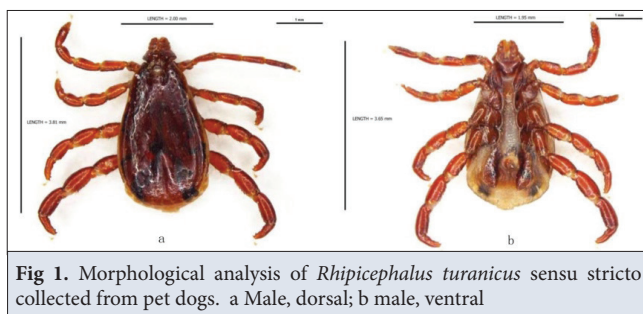 LENGTH = 2.00 mm
1 mm
LENGTH = 1.95 mm
1 mm
LENGTH = 3.81 mm
LENGTH = 3.65 mm
a
b
Fig 1. Morphological analysis of Rhipicephalus turanicus sensu stricto
collected from pet dogs. a Male, dorsal; b male, ventral